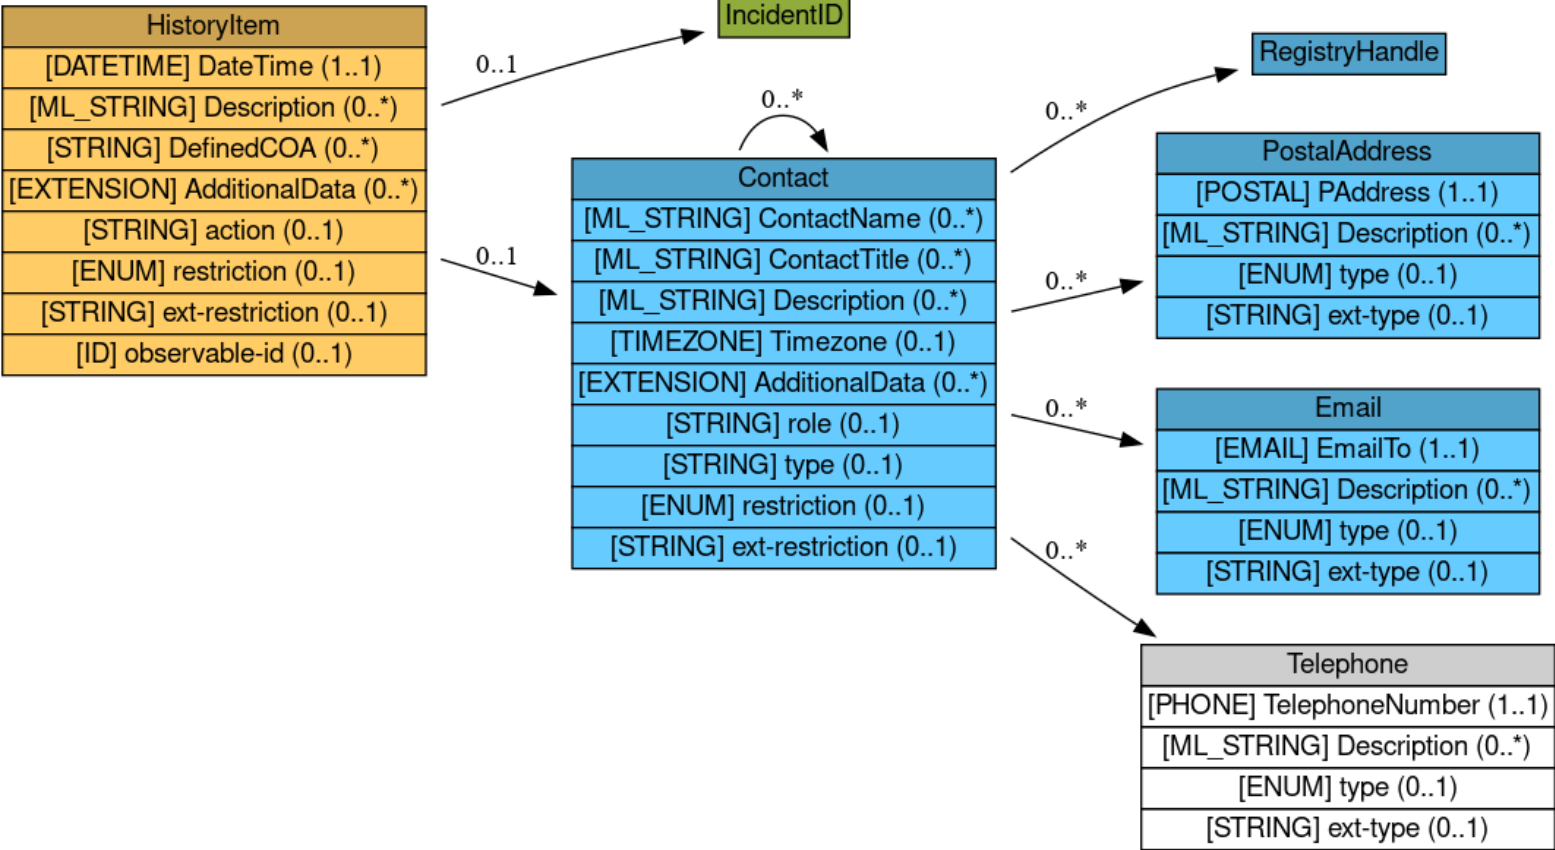 HistoryItem
[DATETIME] DateTime (1..1)
[ML_STRING] Description (0..*)
[STRING] DefinedCOA (0..*)
[EXTENSION] AdditionalData (0..*)
[STRING] action (0..1)
[ENUM] restriction (0..1)
[STRING] ext-restriction (0..1)
[ID] observable-id (0..1)
0..1
0..1
IncidentID
0..*
Contact
[ML_STRING] ContactName (0..*)
[ML_STRING] ContactTitle (0..*)
[ML_STRING] Description (0..*)
[TIMEZONE] Timezone (0..1)
[EXTENSION] AdditionalData (0..*)
[STRING] role (0..1)
[STRING] type (0..1)
[ENUM] restriction (0..1)
[STRING] ext-restriction (0..1)
0..*
0..*
0..*
0..*
RegistryHandle
PostalAddress
[POSTAL] PAddress (1..1)
[ML_STRING] Description (0..*)
[ENUM] type (0..1)
[STRING] ext-type (0..1)
Email
[EMAIL] EmailTo (1..1)
[ML_STRING] Description (0..*)
[ENUM] type (0..1)
[STRING] ext-type (0..1)
Telephone
[PHONE] TelephoneNumber (1..1)
[ML_STRING] Description (0..*)
[ENUM] type (0..1)
[STRING] ext-type (0..1)